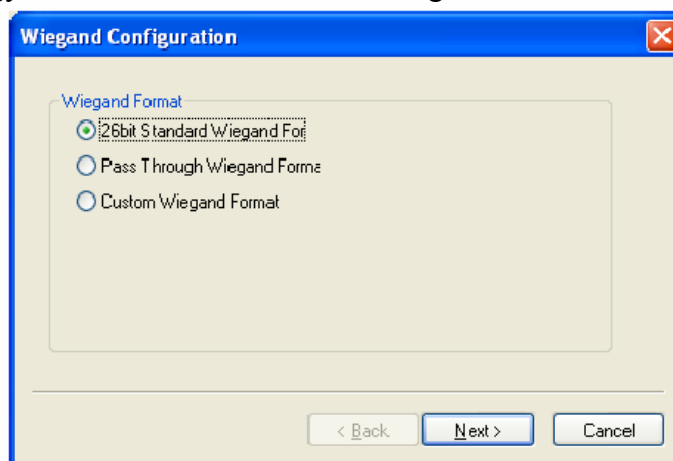 Wiegand Configuration
Wiegand Format
26bit Standard Wiegand For
Pass Through Wiegand Forma
Custom Wiegand Format
< Back Next > Cancel